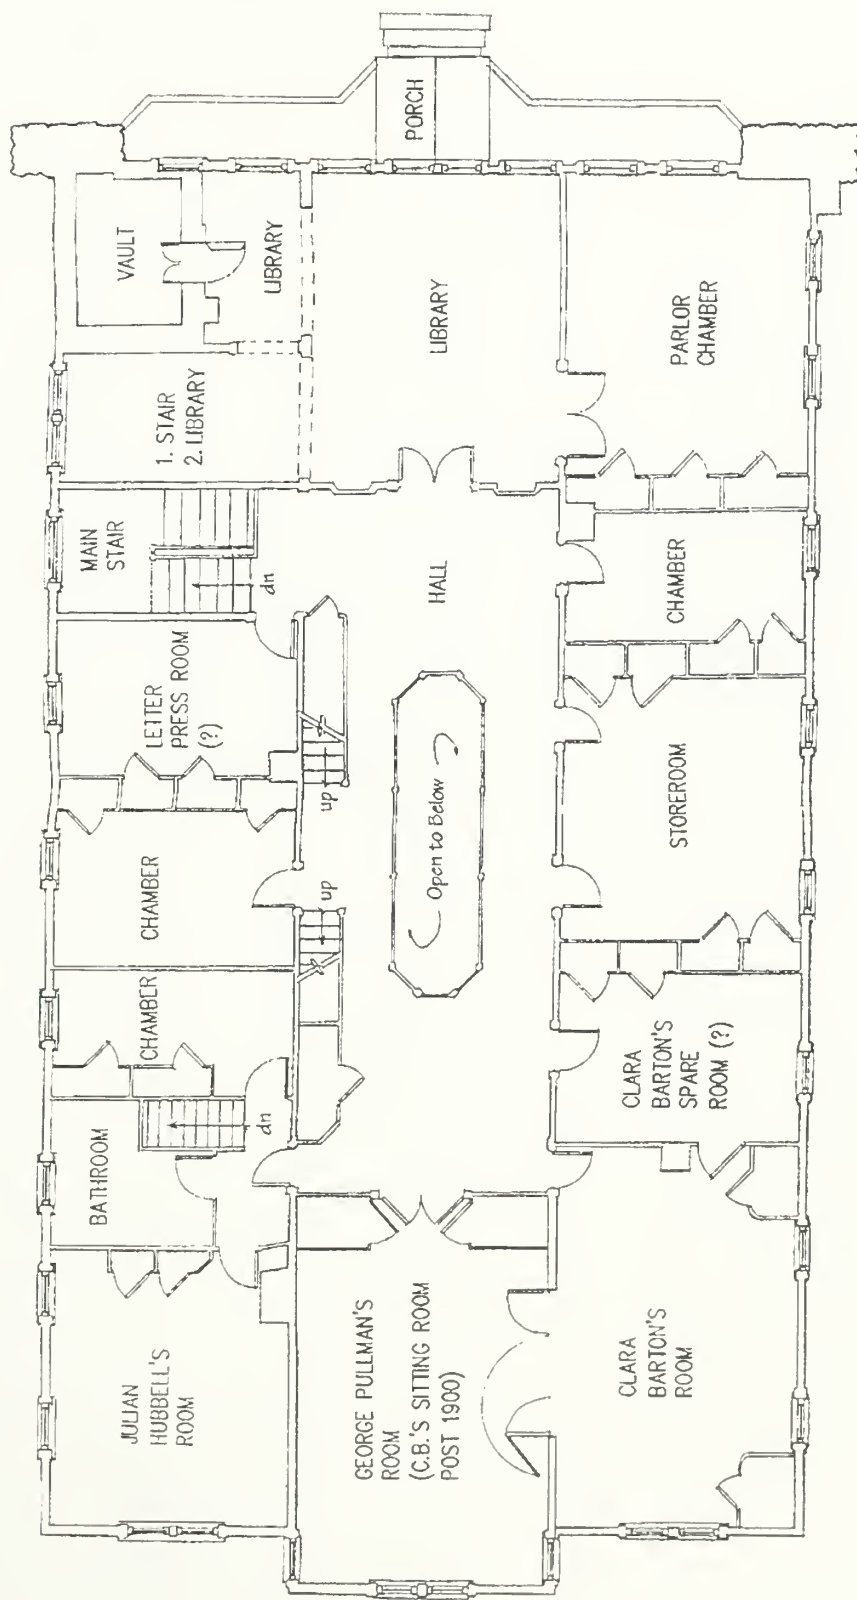 PORCH
VAULT
LIBRARY
LIBRARY
PARLOR
CHAMBER
1. STAIR
2. LIBRARY
MAIN
STAIR
dn
HALL
CHAMBER
LETTER
PRESS ROOM
(?)
up
Open to Below
STOREROOM
CHAMBER
up
CHAMBER
CLARA
BARTON'S
SPARE
ROOM (?)
BATHROOM
dn
JULIAN
HUBBELL'S
ROOM
GEORGE PULLMAN'S
ROOM
(C.B.'S SITTING ROOM
POST 1900)
CLARA
BARTON'S
ROOM